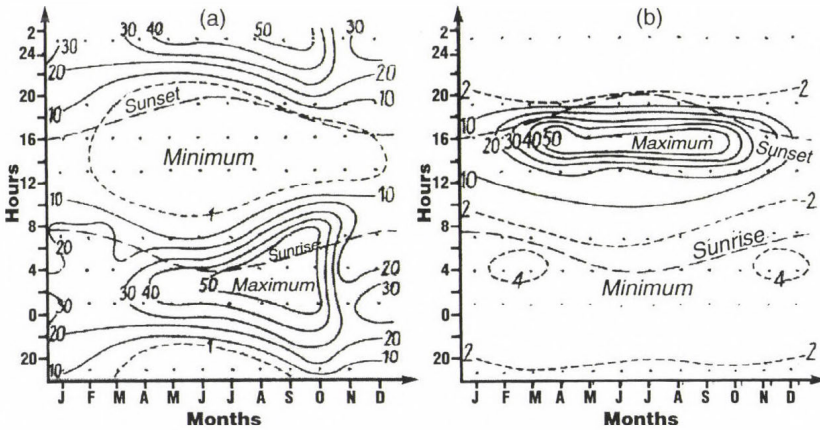 (a)
30 40 50 30
20 20
10 10
Sunset
Minimum
10 10
1
20 Sunrise
50
30 40 Maximum
20
30 30
20 20
10 1 10
Hours
2
24
20
16
12
8
4
0
20
J F M A M J J A S O N D
Months
(b)
2 2
10
20 30 40 50 Maximum
Sunset
10
2 2
Sunrise
4 4
Minimum
2 2
Hours
2
24
20
16
12
8
4
0
20
J F M A M J J A S O N D
Months